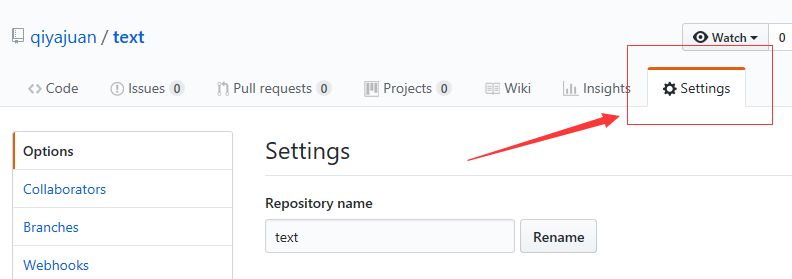 qiyajuan / text
Watch 0
Code Issues 0 Pull requests 0 Projects 0 Wiki Insights Settings
Options
Collaborators
Branches
Webhooks
Settings
Repository name
text Rename